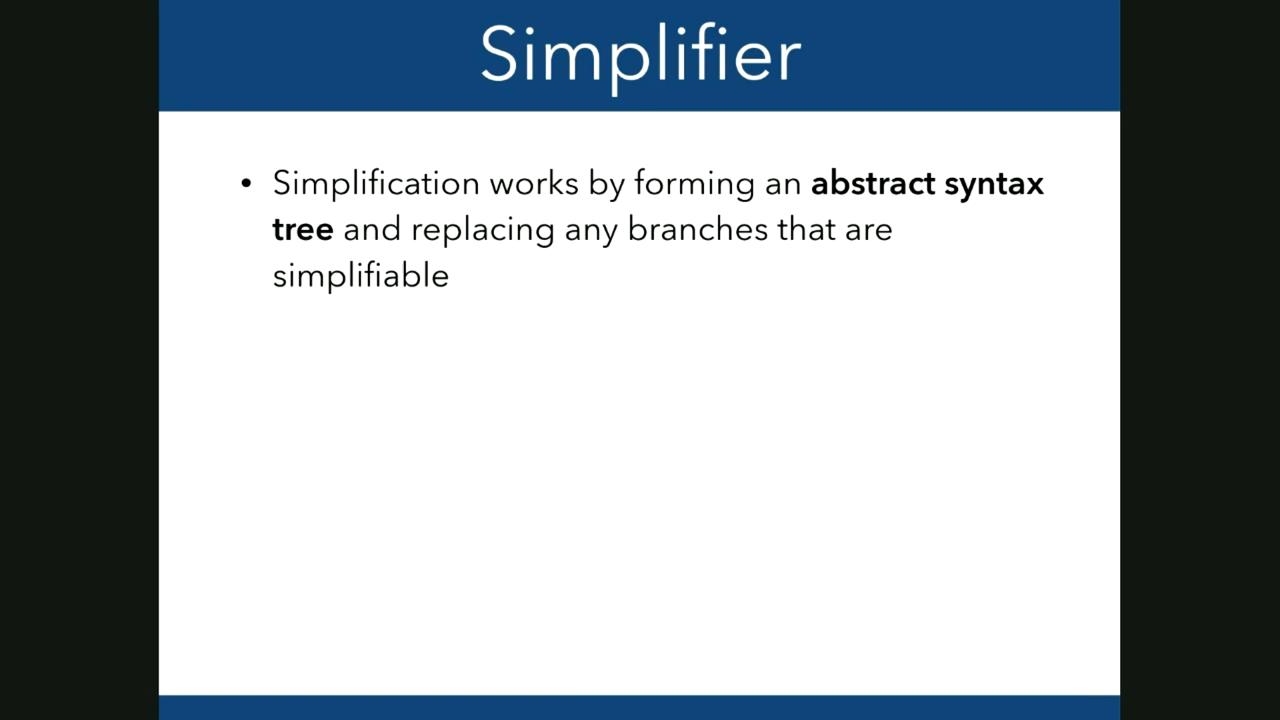 Simplifier
• Simplification works by forming an abstract syntax
tree and replacing any branches that are
simplifiable